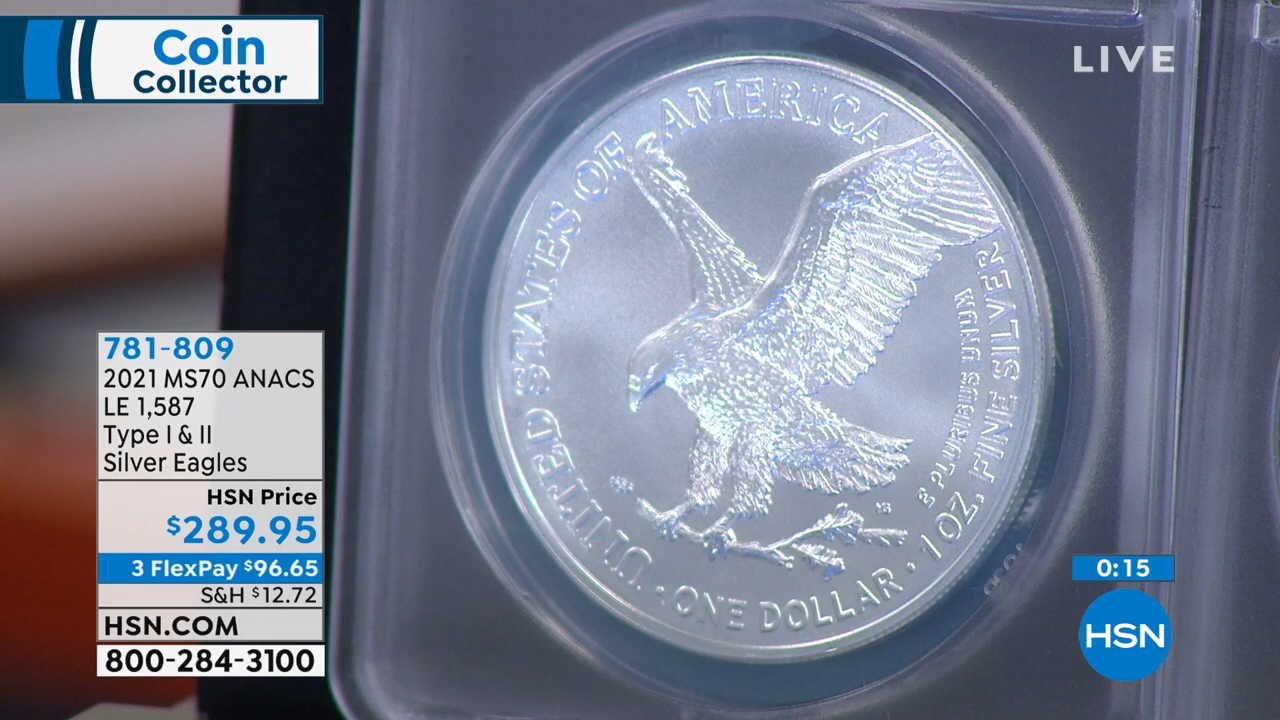 Coin
Collector
LIVE
UNITED STATES OF AMERICA
E PLURIBUS UNUM
1 OZ. FINE SILVER
ONE DOLLAR
781-809
2021 MS70 ANACS
LE 1,587
Type I & II
Silver Eagles
HSN Price
$289.95
3 FlexPay $96.65
S&H $12.72
HSN.COM
800-284-3100
0:15
HSN